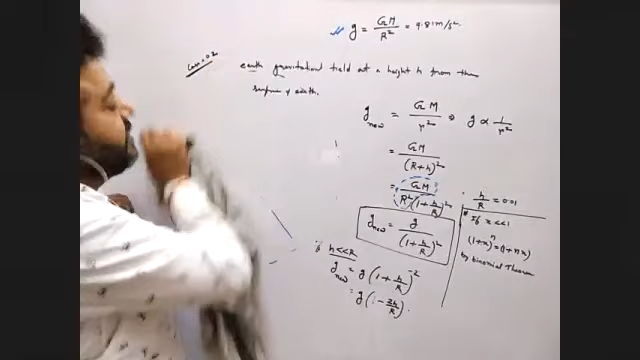 g = GM/R² = 9.81 m/s².
Case:02:
earth gravitational field at a height h from the
surface of earth.
g_new = GM/r² g ∝ 1/r²
= GM/(R+h)²
= GM/R²(1+h/R)²
g_new = g/(1+h/R)²
if h<<R
g_new = g(1+h/R)⁻²
= g(1-2h/R).
h/R = 0.01
* If x<<1
(1+x)ⁿ=(1+nx)
by binomial Theorem